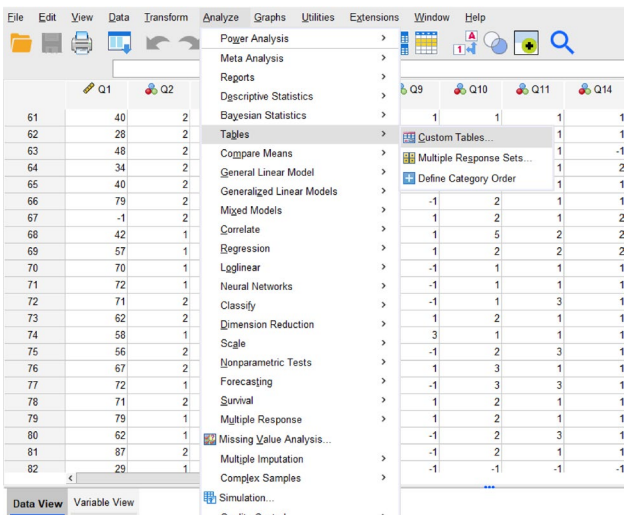 File Edit View Data Transform Analyze Graphs Utilities Extensions Window Help
Power Analysis
Meta Analysis
Reports
Descriptive Statistics
Bayesian Statistics
Tables
Compare Means
General Linear Model
Generalized Linear Models
Mixed Models
Correlate
Regression
Loglinear
Neural Networks
Classify
Dimension Reduction
Scale
Nonparametric Tests
Forecasting
Survival
Multiple Response
Missing Value Analysis...
Multiple Imputation
Complex Samples
Simulation...
Custom Tables...
Multiple Response Sets...
Define Category Order
Q1 Q2 Q9 Q10 Q11 Q14
61 40 2 1 1 1 1
62 28 2 1 1
63 48 2 1 -1
64 34 2 1 2
65 40 2 1 1
66 79 2 -1 2 1 1
67 -1 2 1 2 1 2
68 42 1 1 5 2 2
69 57 1 1 2 2 2
70 70 1 -1 1 1 1
71 72 1 -1 1 1 1
72 71 2 -1 1 3 1
73 62 2 1 2 1 1
74 58 1 3 1 1 1
75 56 2 -1 2 3 1
76 67 2 1 3 1 1
77 72 1 -1 3 3 1
78 71 2 1 2 1 1
79 79 1 1 2 1 1
80 62 1 -1 2 3 1
81 87 2 -1 2 1 1
82 29 1 -1 -1 -1 -1
Data View Variable View